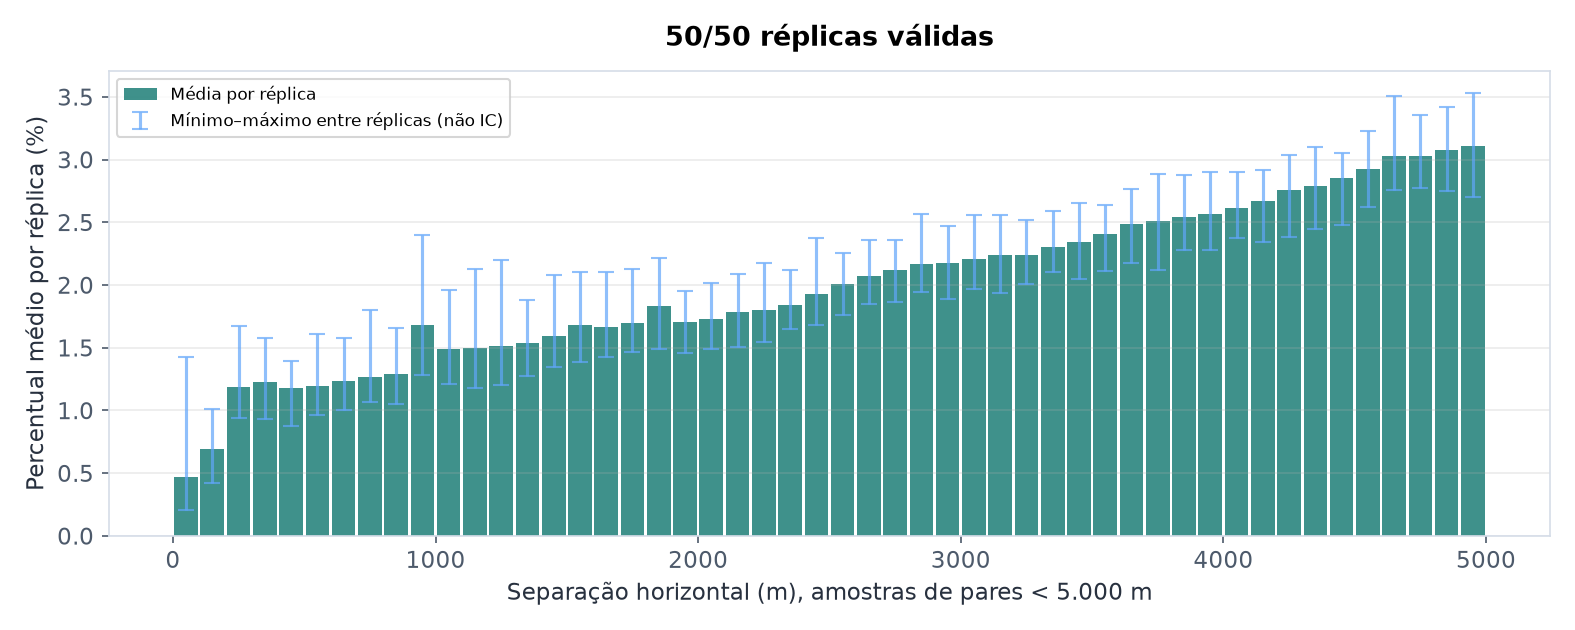 50/50 réplicas válidas
Média por réplica
Mínimo–máximo entre réplicas (não IC)
Percentual médio por réplica (%)
3.5
3.0
2.5
2.0
1.5
1.0
0.5
0.0
0 1000 2000 3000 4000 5000
Separação horizontal (m), amostras de pares < 5.000 m